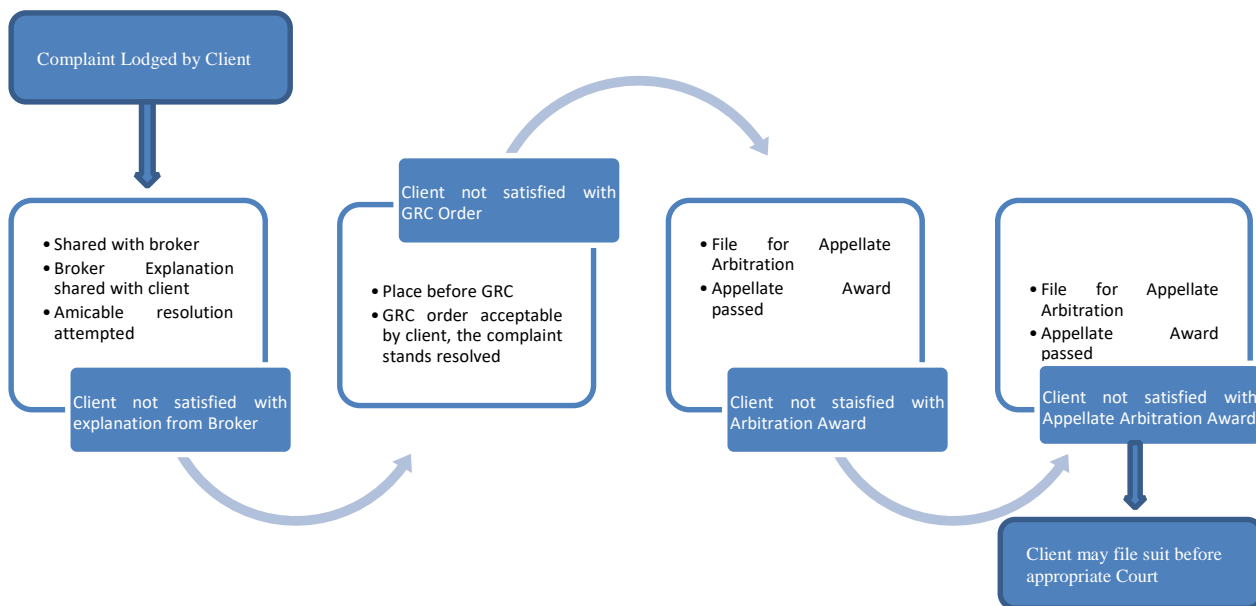 Complaint Lodged by Client
• Shared with broker
• Broker Explanation
shared with client
• Amicable resolution
attempted
Client not satisfied with
explanation from Broker
Client not satisfied with
GRC Order
• Place before GRC
• GRC order acceptable
by client, the complaint
stands resolved
• File for Appellate
Arbitration
• Appellate Award
passed
Client not staisfied with
Arbitration Award
• File for Appellate
Arbitration
• Appellate Award
passed
Client not satisfied with
Appellate Arbitration Award
Client may file suit before
appropriate Court